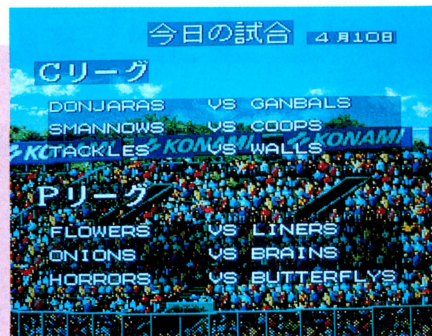 今日の試合 4月10日
Cリーグ
DONJARAS VS GANBALS
SMANNOWS VS COOPS
TACKLES VS WALLS
KONAMI KONAMI
Pリーグ
FLOWERS VS LINERS
ONIONS VS BRAINS
HORRORS VS BUTTERFLYS